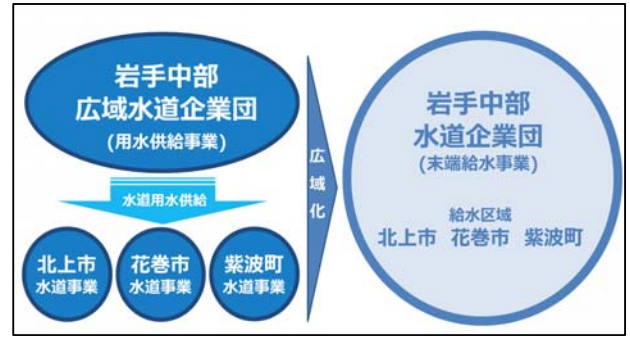 岩手中部
広域水道企業団
(用水供給事業)
水道用水供給
北上市
水道事業
花巻市
水道事業
紫波町
水道事業
広域化
岩手中部
水道企業団
(末端給水事業)
給水区域
北上市 花巻市 紫波町